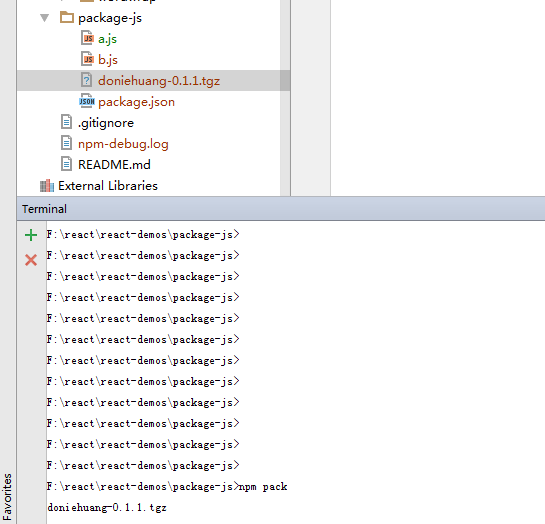 package-js
a.js
b.js
doniehuang-0.1.1.tgz
JSON package.json
.gitignore
npm-debug.log
README.md
External Libraries
Terminal
F:\react\react-demos\package-js>
F:\react\react-demos\package-js>
F:\react\react-demos\package-js>
F:\react\react-demos\package-js>
F:\react\react-demos\package-js>
F:\react\react-demos\package-js>
F:\react\react-demos\package-js>
F:\react\react-demos\package-js>
F:\react\react-demos\package-js>
F:\react\react-demos\package-js>
F:\react\react-demos\package-js>
F:\react\react-demos\package-js>
F:\react\react-demos\package-js>npm pack
doniehuang-0.1.1.tgz
Favorites